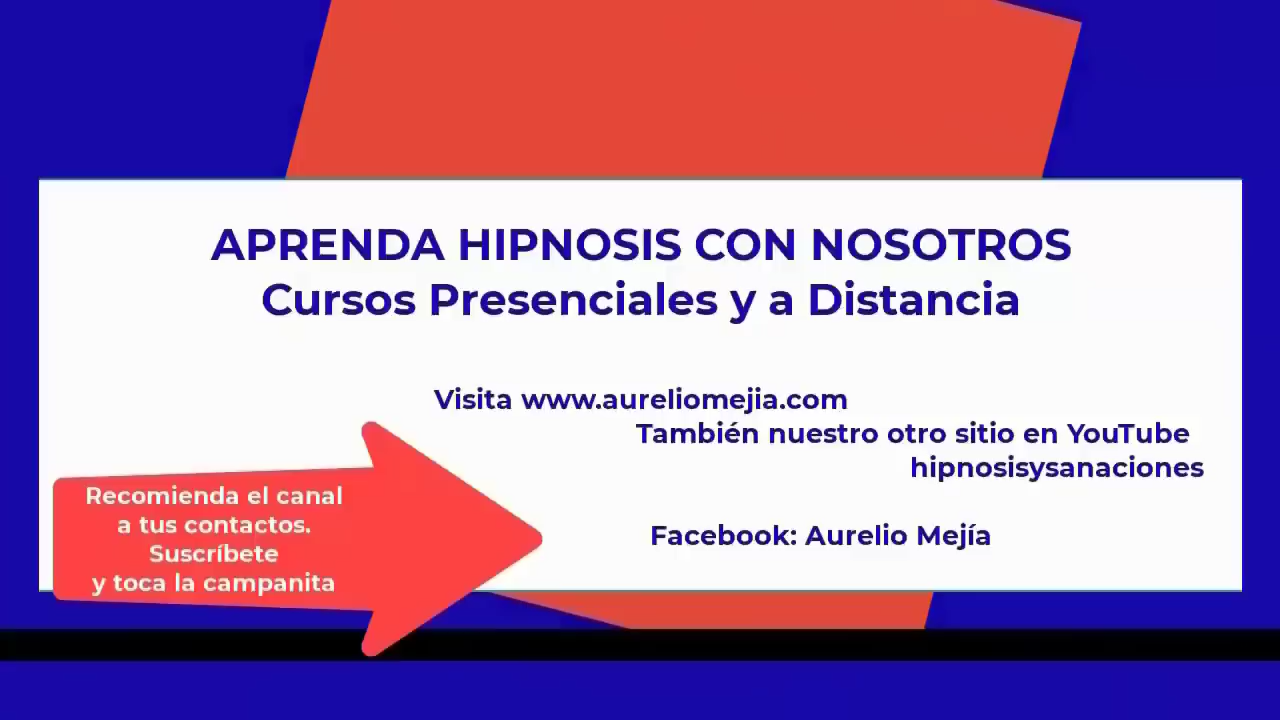 APRENDA HIPNOSIS CON NOSOTROS
Cursos Presenciales y a Distancia
Visita www.aureliomejia.com
También nuestro otro sitio en YouTube
hipnosisysanaciones
Facebook: Aurelio Mejía
Recomienda el canal
a tus contactos.
Suscríbete
y toca la campanita